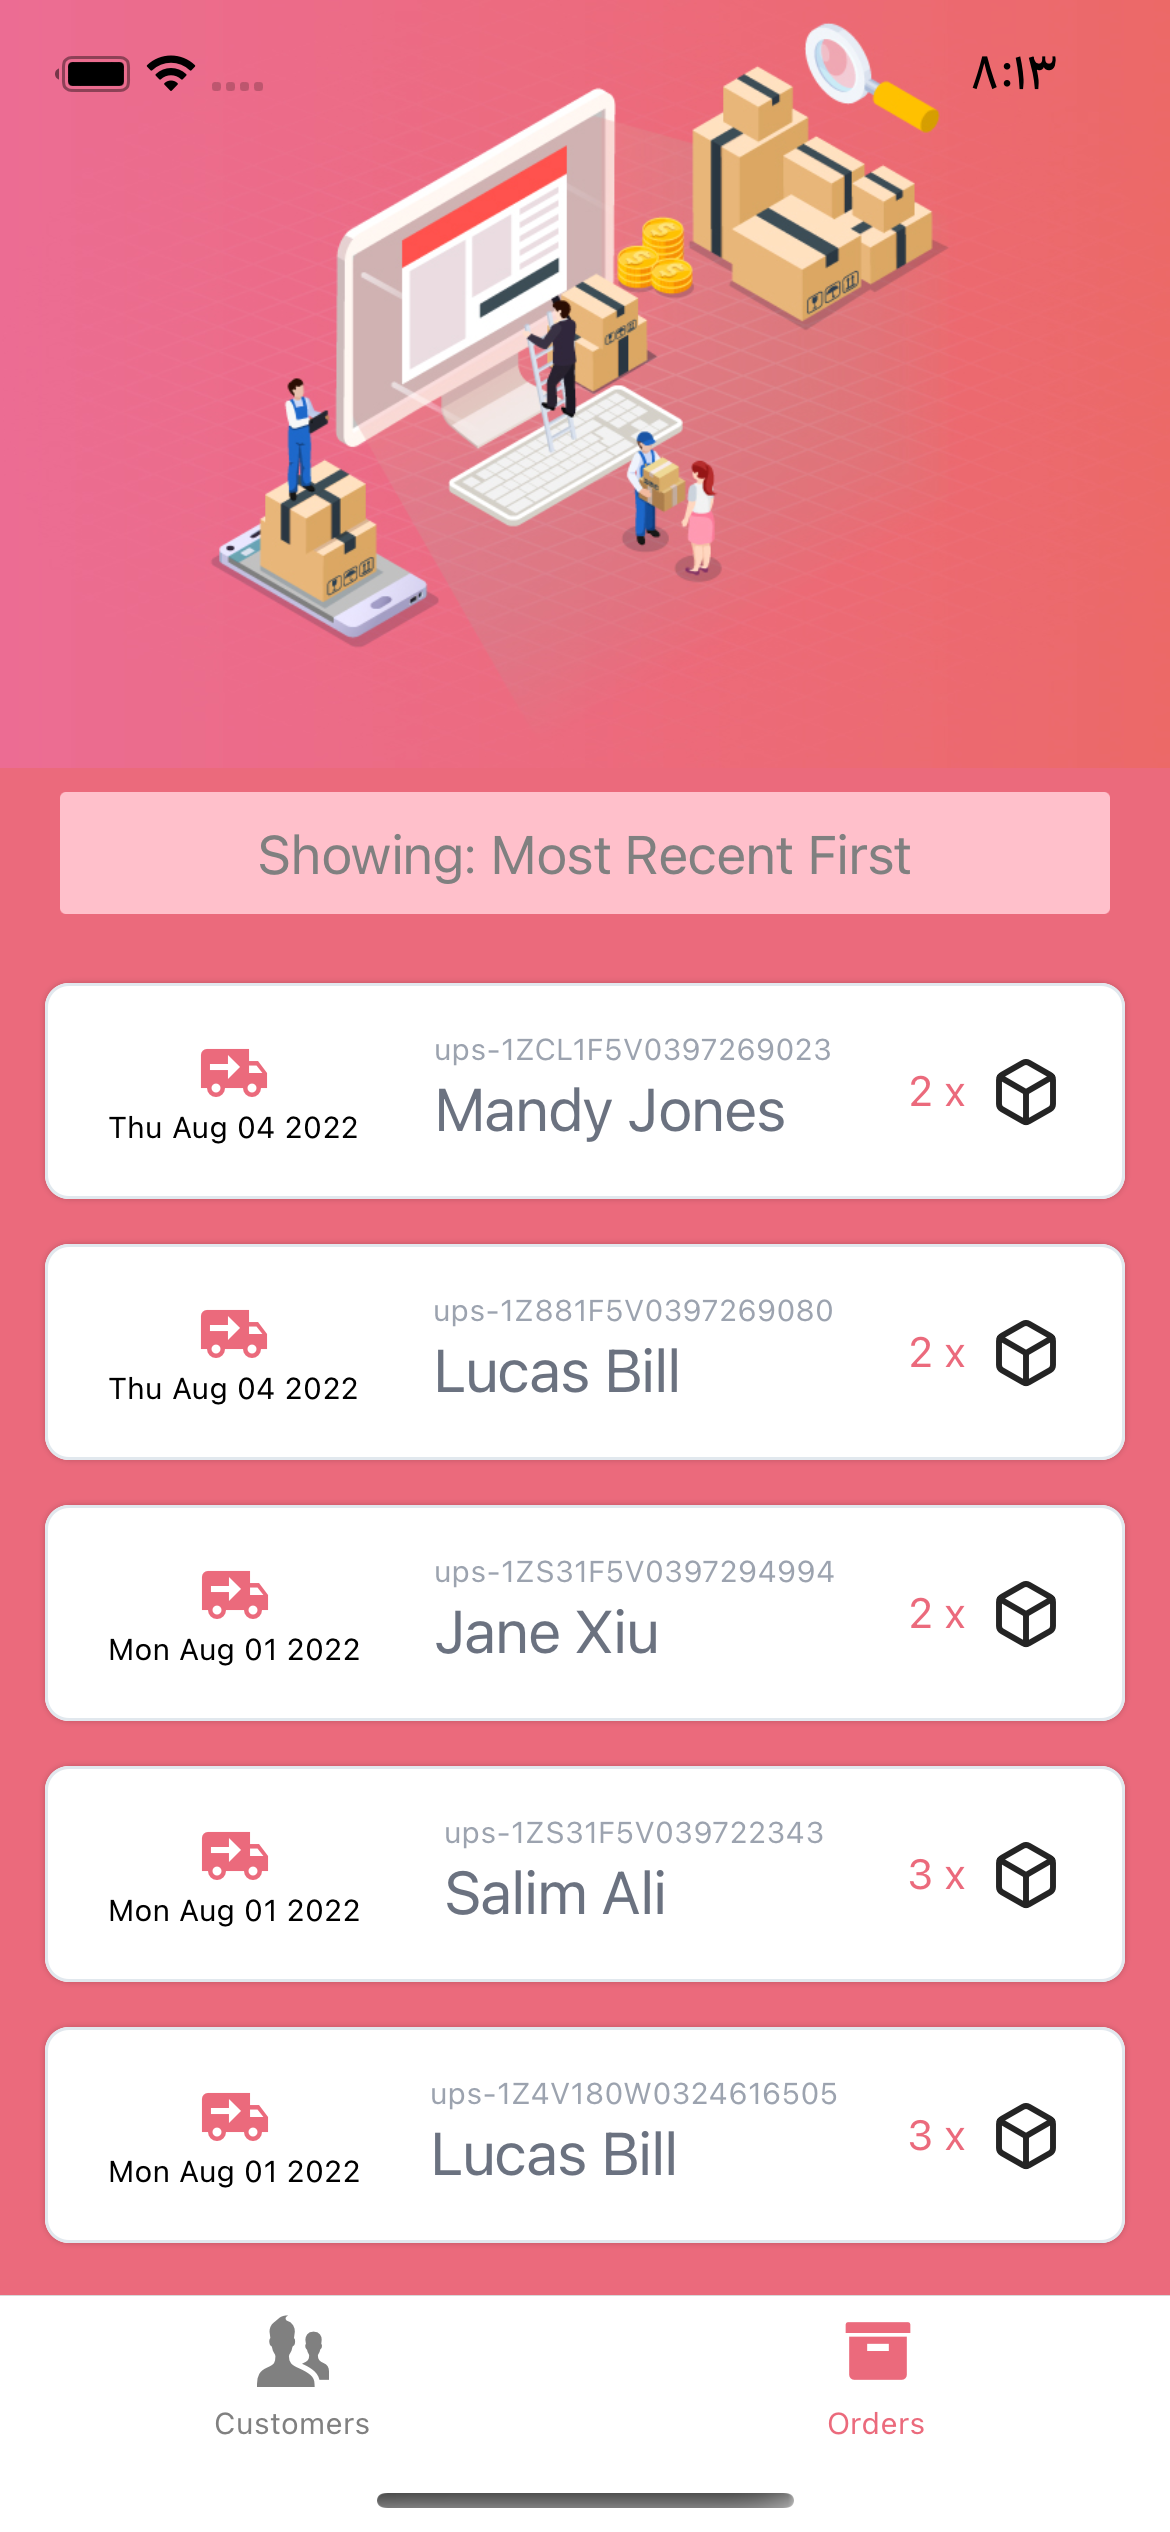 ٨:١٣
Showing: Most Recent First
ups-1ZCL1F5V0397269023
Mandy Jones
Thu Aug 04 2022
2 x
ups-1Z881F5V0397269080
Lucas Bill
Thu Aug 04 2022
2 x
ups-1ZS31F5V0397294994
Jane Xiu
Mon Aug 01 2022
2 x
ups-1ZS31F5V039722343
Salim Ali
Mon Aug 01 2022
3 x
ups-1Z4V180W0324616505
Lucas Bill
Mon Aug 01 2022
3 x
Customers
Orders